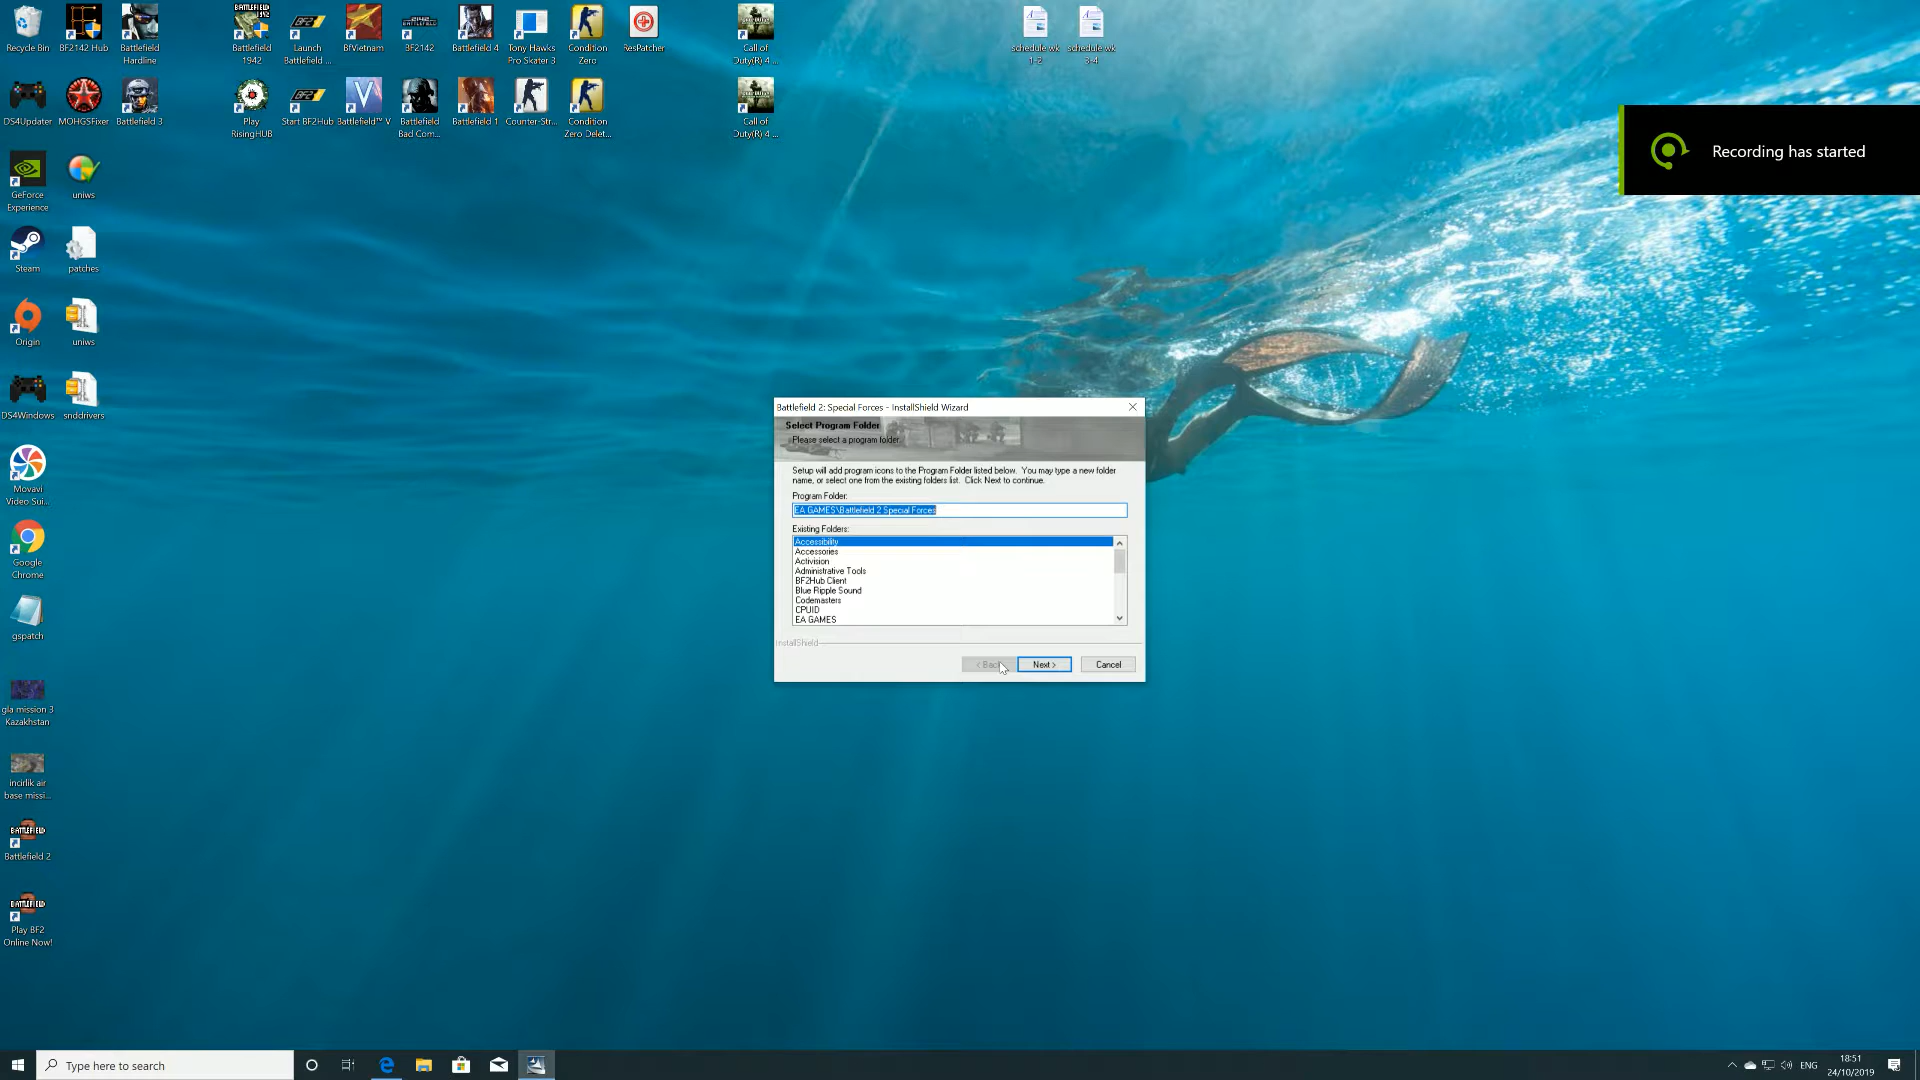 Recycle Bin
BF2142 Hub
Battlefield
Hardline
Battlefield
1942
Launch
Battlefield ...
BfVietnam
BF2142
Battlefield 4
Tony Hawks
Pro Skater 3
Condition
Zero
ResPatcher
Call of
Duty(R) 4 ...
schedule wk
1-2
schedule wk
3-4
DS4Updater
MOHGSFixer
Battlefield 3
Play
RisingHUB
Start BF2Hub
Battlefield™ V
Battlefield
Bad Com...
Battlefield 1
Counter-Str...
Condition
Zero Delet...
Call of
Duty(R) 4 ...
Recording has started
GeForce
Experience
uniws
Steam
patches
Origin
uniws
DS4Windows
snddrivers
Movavi
Video Sui...
Google
Chrome
gspatch
gla mission 3
Kazakhstan
incirlik air
base missi...
BATTLEFIELD
Battlefield 2
BATTLEFIELD
Play BF2
Online Now!
Battlefield 2: Special Forces - InstallShield Wizard
Select Program Folder
Please select a program folder.
Setup will add program icons to the Program Folder listed below. You may type a new folder
name, or select one from the existing folders list. Click Next to continue.
Program Folder:
EA GAMES\Battlefield 2 Special Forces
Existing Folders:
Accessibility
Accessories
Activision
Administrative Tools
BF2Hub Client
Blue Ripple Sound
Codemasters
CPUID
EA GAMES
InstallShield
< Back
Next >
Cancel
Type here to search
ENG
18:51
24/10/2019